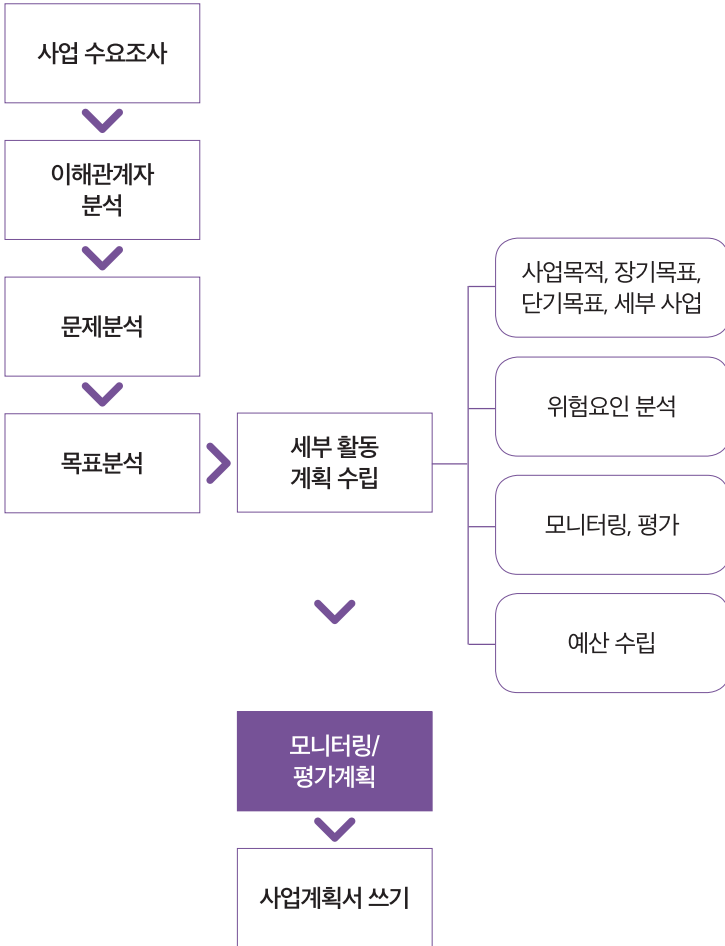 사업 수요조사
이해관계자
분석
문제분석
목표분석
세부 활동
계획 수립
사업목적, 장기목표,
단기목표, 세부 사업
위험요인 분석
모니터링, 평가
예산 수립
모니터링/
평가계획
사업계획서 쓰기